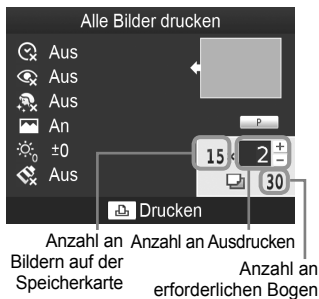 Alle Bilder drucken
Aus
Aus
Aus
An
±0
Aus
P
15 2 + -
30
Drucken
Anzahl an Bildern auf der Speicherkarte
Anzahl an Ausdrucken
Anzahl an erforderlichen Bogen